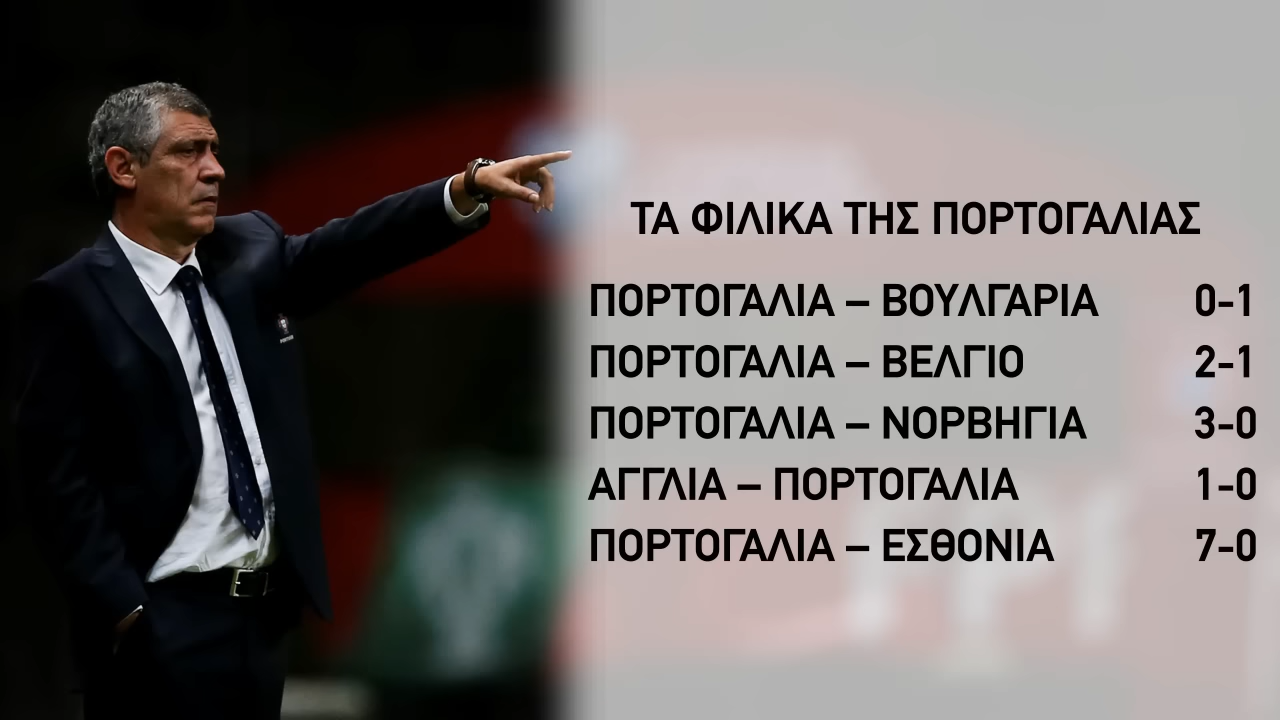 ΤΑ ΦΙΛΙΚΑ ΤΗΣ ΠΟΡΤΟΓΑΛΙΑΣ
ΠΟΡΤΟΓΑΛΙΑ – ΒΟΥΛΓΑΡΙΑ 0-1
ΠΟΡΤΟΓΑΛΙΑ – ΒΕΛΓΙΟ 2-1
ΠΟΡΤΟΓΑΛΙΑ – ΝΟΡΒΗΓΙΑ 3-0
ΑΓΓΛΙΑ – ΠΟΡΤΟΓΑΛΙΑ 1-0
ΠΟΡΤΟΓΑΛΙΑ – ΕΣΘΟΝΙΑ 7-0